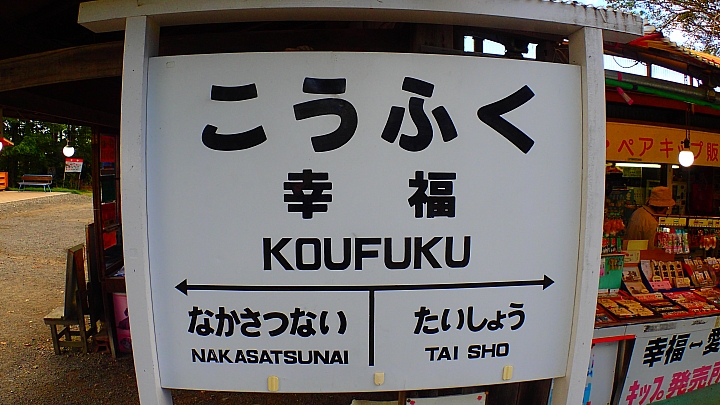 こうふく
幸 福
KOUFUKU
なかさつない たいしょう
NAKASATSUNAI TAI SHO
ペアキップ販
幸福ー愛
キップ発売所